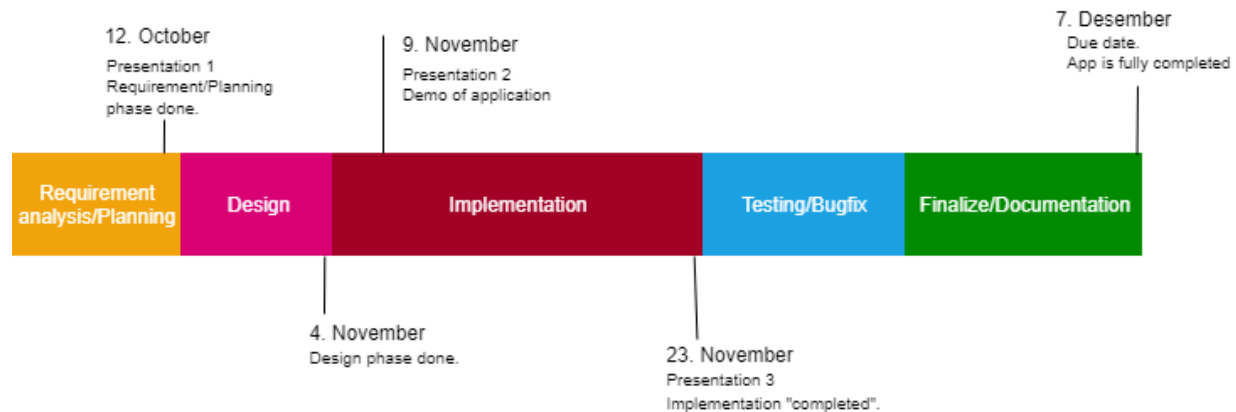 12. October
Presentation 1
Requirement/Planning
phase done.
9. November
Presentation 2
Demo of application
7. Desember
Due date.
App is fully completed
Requirement
analysis/Planning
Design
Implementation
Testing/Bugfix
Finalize/Documentation
4. November
Design phase done.
23. November
Presentation 3
Implementation "completed".